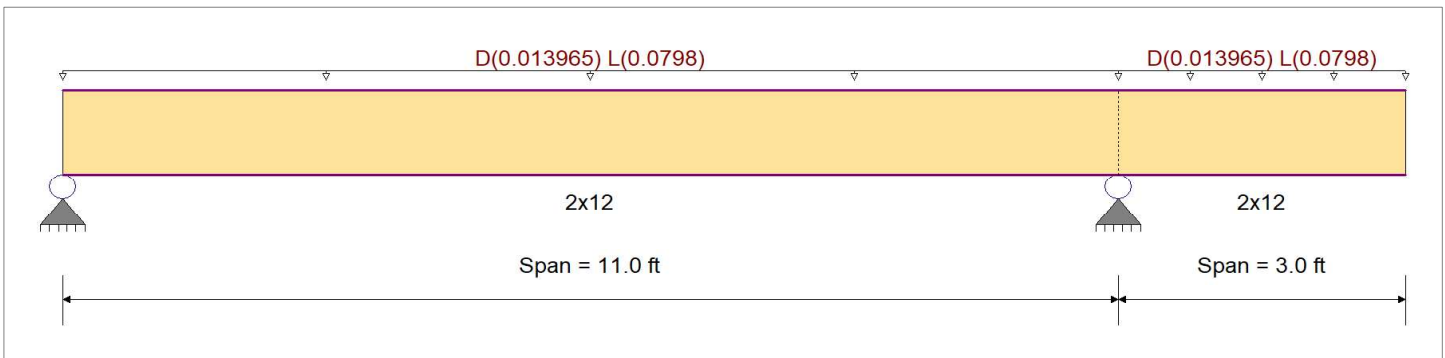 D(0.013965) L(0.0798) D(0.013965) L(0.0798)
2x12 2x12
Span = 11.0 ft Span = 3.0 ft